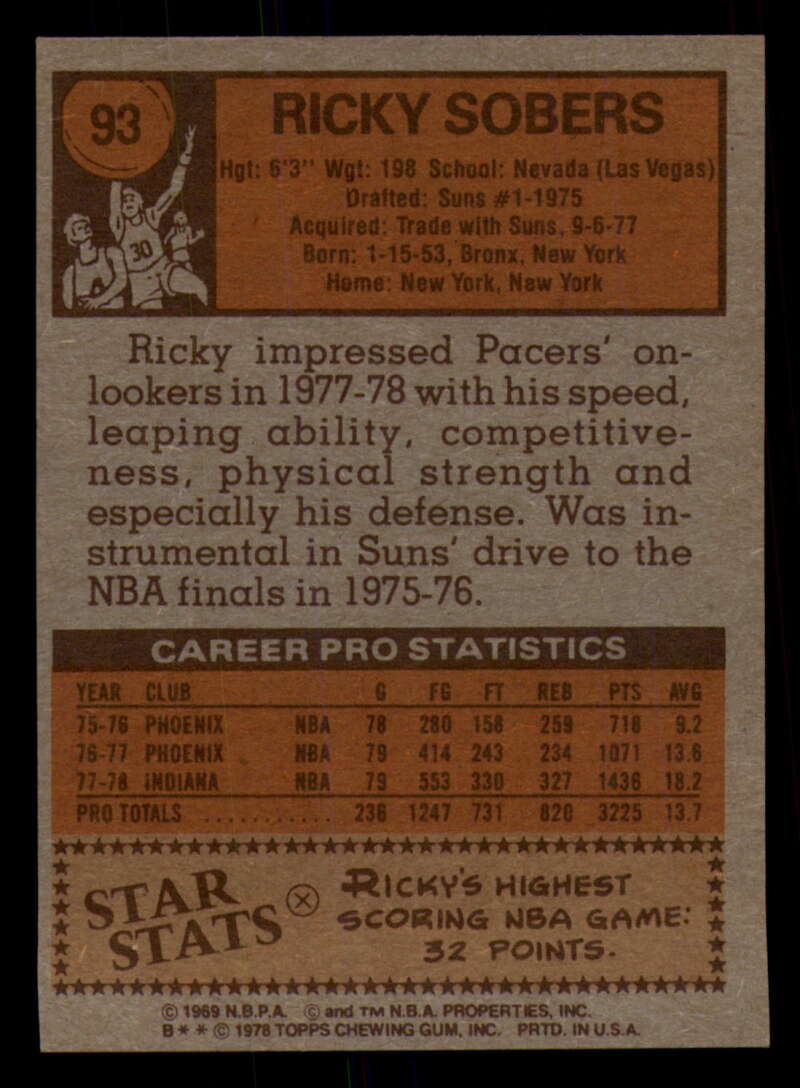 93
RICKY SOBERS
Hgt: 6'3" Wgt: 198 School: Nevada (Las Vegas)
Drafted: Suns #1-1975
Acquired: Trade with Suns, 9-6-77
Born: 1-15-53, Bronx, New York
Home: New York, New York
30
Ricky impressed Pacers' on-
lookers in 1977-78 with his speed,
leaping ability, competitive-
ness, physical strength and
especially his defense. Was in-
strumental in Suns' drive to the
NBA finals in 1975-76.
CAREER PRO STATISTICS
YEAR CLUB G FG FT REB PTS AVG
75-76 PHOENIX NBA 78 280 158 259 718 9.2
76-77 PHOENIX NBA 79 414 243 234 1071 13.6
77-78 INDIANA NBA 79 553 330 327 1436 18.2
PRO TOTALS ............ 236 1247 731 820 3225 13.7
STAR STATS
RICKY'S HIGHEST
SCORING NBA GAME:
32 POINTS.
© 1969 N.B.P.A. © and TM N.B.A. PROPERTIES, INC.
B * * © 1978 TOPPS CHEWING GUM, INC. PRTD. IN U.S.A.